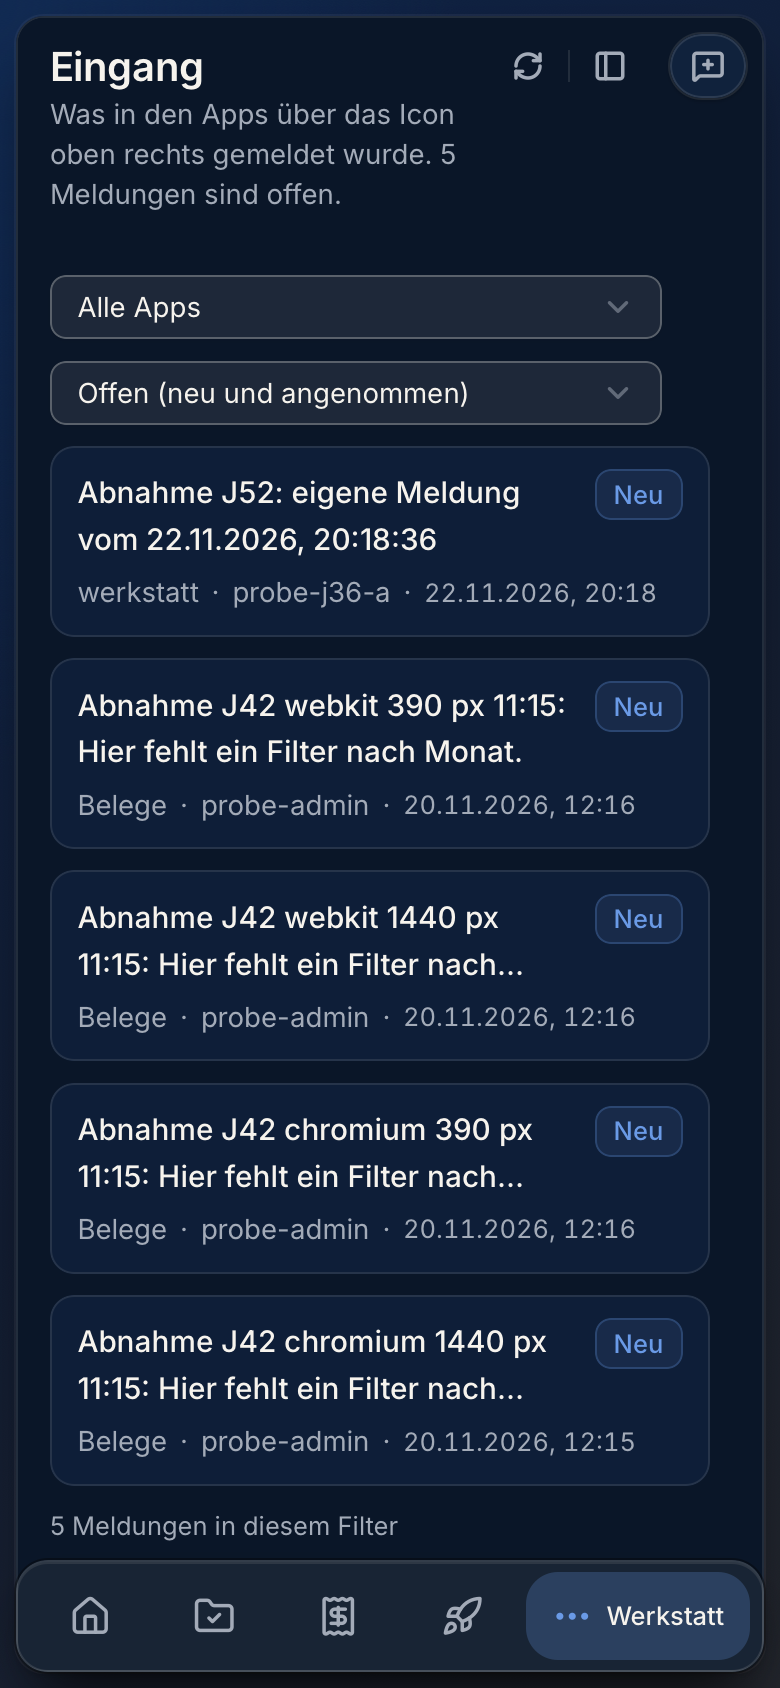 Eingang
Was in den Apps über das Icon
oben rechts gemeldet wurde. 5
Meldungen sind offen.
Alle Apps
Offen (neu und angenommen)
Abnahme J52: eigene Meldung
vom 22.11.2026, 20:18:36
Neu
werkstatt · probe-j36-a · 22.11.2026, 20:18
Abnahme J42 webkit 390 px 11:15:
Hier fehlt ein Filter nach Monat.
Neu
Belege · probe-admin · 20.11.2026, 12:16
Abnahme J42 webkit 1440 px
11:15: Hier fehlt ein Filter nach...
Neu
Belege · probe-admin · 20.11.2026, 12:16
Abnahme J42 chromium 390 px
11:15: Hier fehlt ein Filter nach...
Neu
Belege · probe-admin · 20.11.2026, 12:16
Abnahme J42 chromium 1440 px
11:15: Hier fehlt ein Filter nach...
Neu
Belege · probe-admin · 20.11.2026, 12:15
5 Meldungen in diesem Filter
Werkstatt